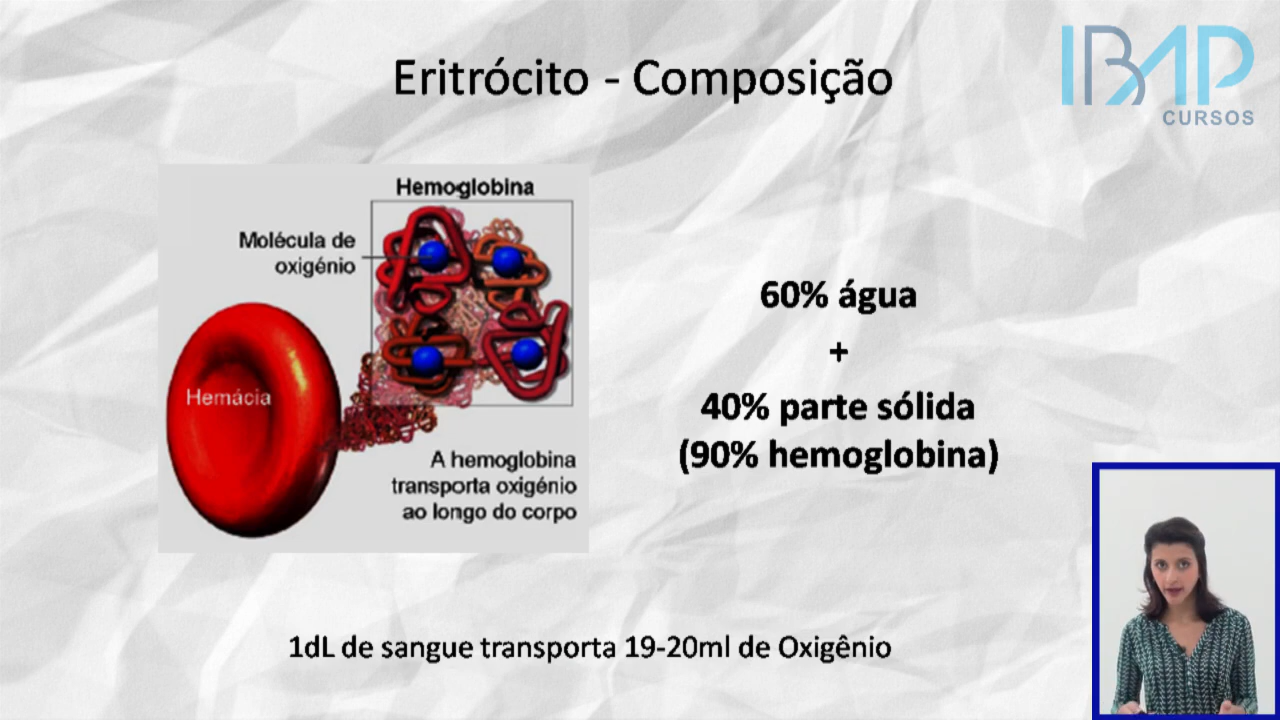 Eritrócito - Composição
IBAP
CURSOS
Hemoglobina
Molécula de
oxigénio
Hemácia
A hemoglobina
transporta oxigénio
ao longo do corpo
60% água
+
40% parte sólida
(90% hemoglobina)
1dL de sangue transporta 19-20ml de Oxigênio